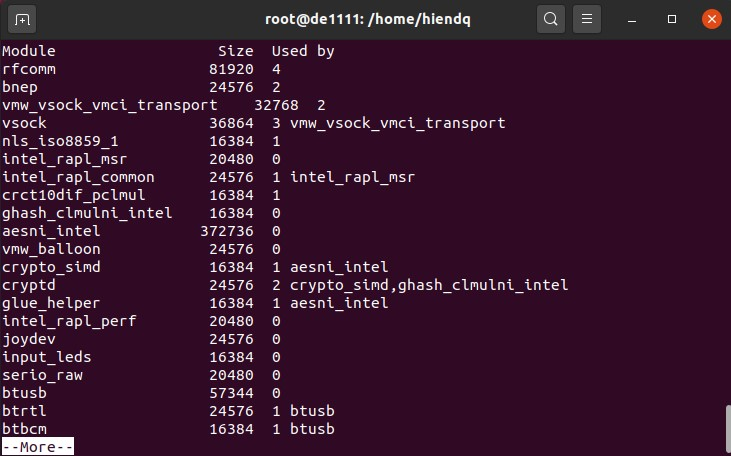 root@de1111: /home/hiendq
Module                  Size  Used by
rfcomm                 81920  4
bnep                   24576  2
vmw_vsock_vmci_transport    32768  2
vsock                  36864  3 vmw_vsock_vmci_transport
nls_iso8859_1          16384  1
intel_rapl_msr         20480  0
intel_rapl_common      24576  1 intel_rapl_msr
crct10dif_pclmul       16384  1
ghash_clmulni_intel    16384  0
aesni_intel           372736  0
vmw_balloon            24576  0
crypto_simd            16384  1 aesni_intel
cryptd                 24576  2 crypto_simd,ghash_clmulni_intel
glue_helper            16384  1 aesni_intel
intel_rapl_perf        20480  0
joydev                 24576  0
input_leds             16384  0
serio_raw              20480  0
btusb                  57344  0
btrtl                  24576  1 btusb
btbcm                  16384  1 btusb
--More--